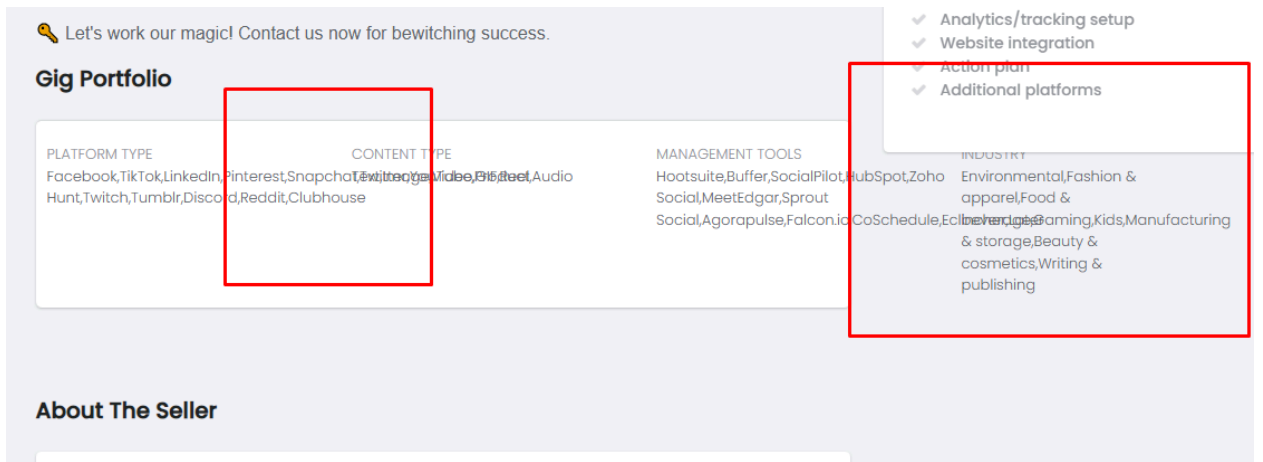 🔑 Let's work our magic! Contact us now for bewitching success.
Analytics/tracking setup
Website integration
Action plan
Additional platforms
Gig Portfolio
PLATFORM TYPE
Facebook,TikTok,LinkedIn,Pinterest,Snapchat
Hunt,Twitch,Tumblr,Discord,Reddit,Clubhouse
CONTENT TYPE
Audio
MANAGEMENT TOOLS
Hootsuite,Buffer,SocialPilot,HubSpot,Zoho
Social,MeetEdgar,Sprout
Social,Agorapulse,Falcon.io,CoSchedule,
INDUSTRY
Environmental,Fashion &
apparel,Food &
Gaming,Kids,Manufacturing
& storage,Beauty &
cosmetics,Writing &
publishing
About The Seller